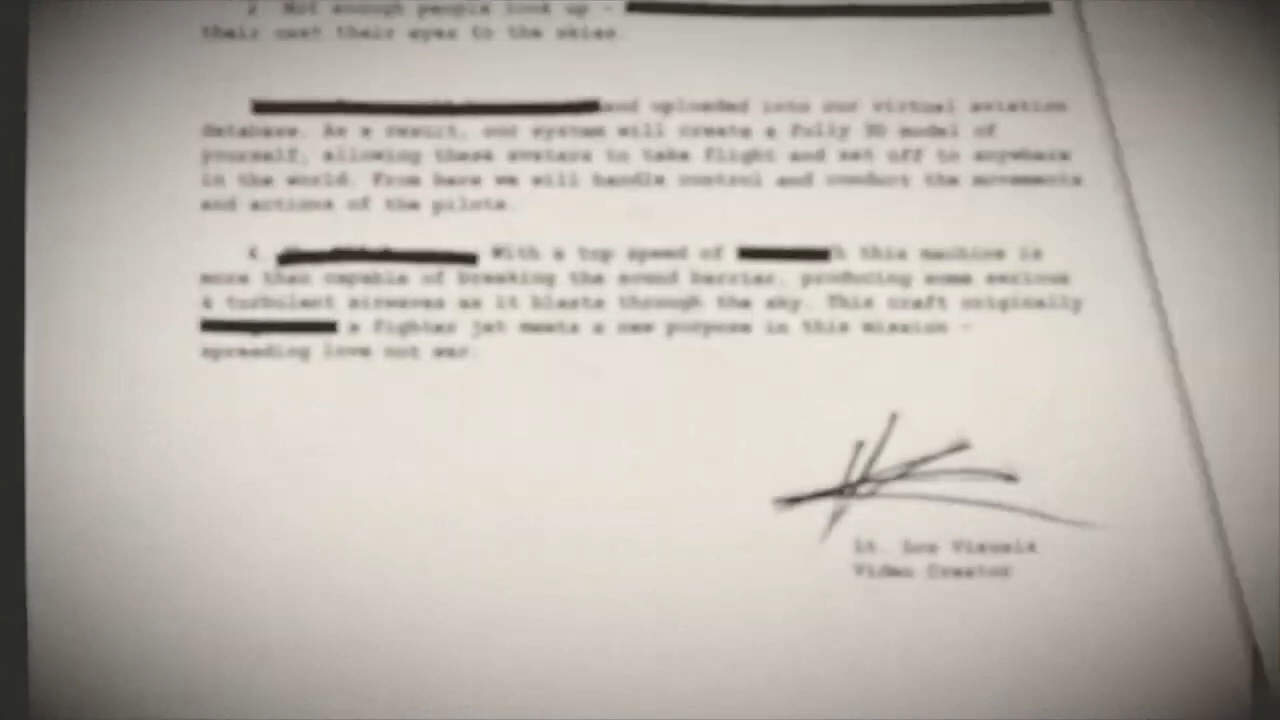 2. Not enough people look up -
their cast their eyes to the skies.
and uploaded into our virtual aviation
database. As a result, our system will create a fully 3D model of
yourself, allowing these avatars to take flight and set off to anywhere
in the world. From here we will handle control and conduct the movements
and actions of the pilots.
4. With a top speed of this machine is
more than capable of breaking the sound barrier, producing some serious
& turbulent airwaves as it blasts through the sky. This craft originally
a fighter jet meets a new purpose in this mission -
spreading love not war.
Lt. Lou Visuals
Video Creator